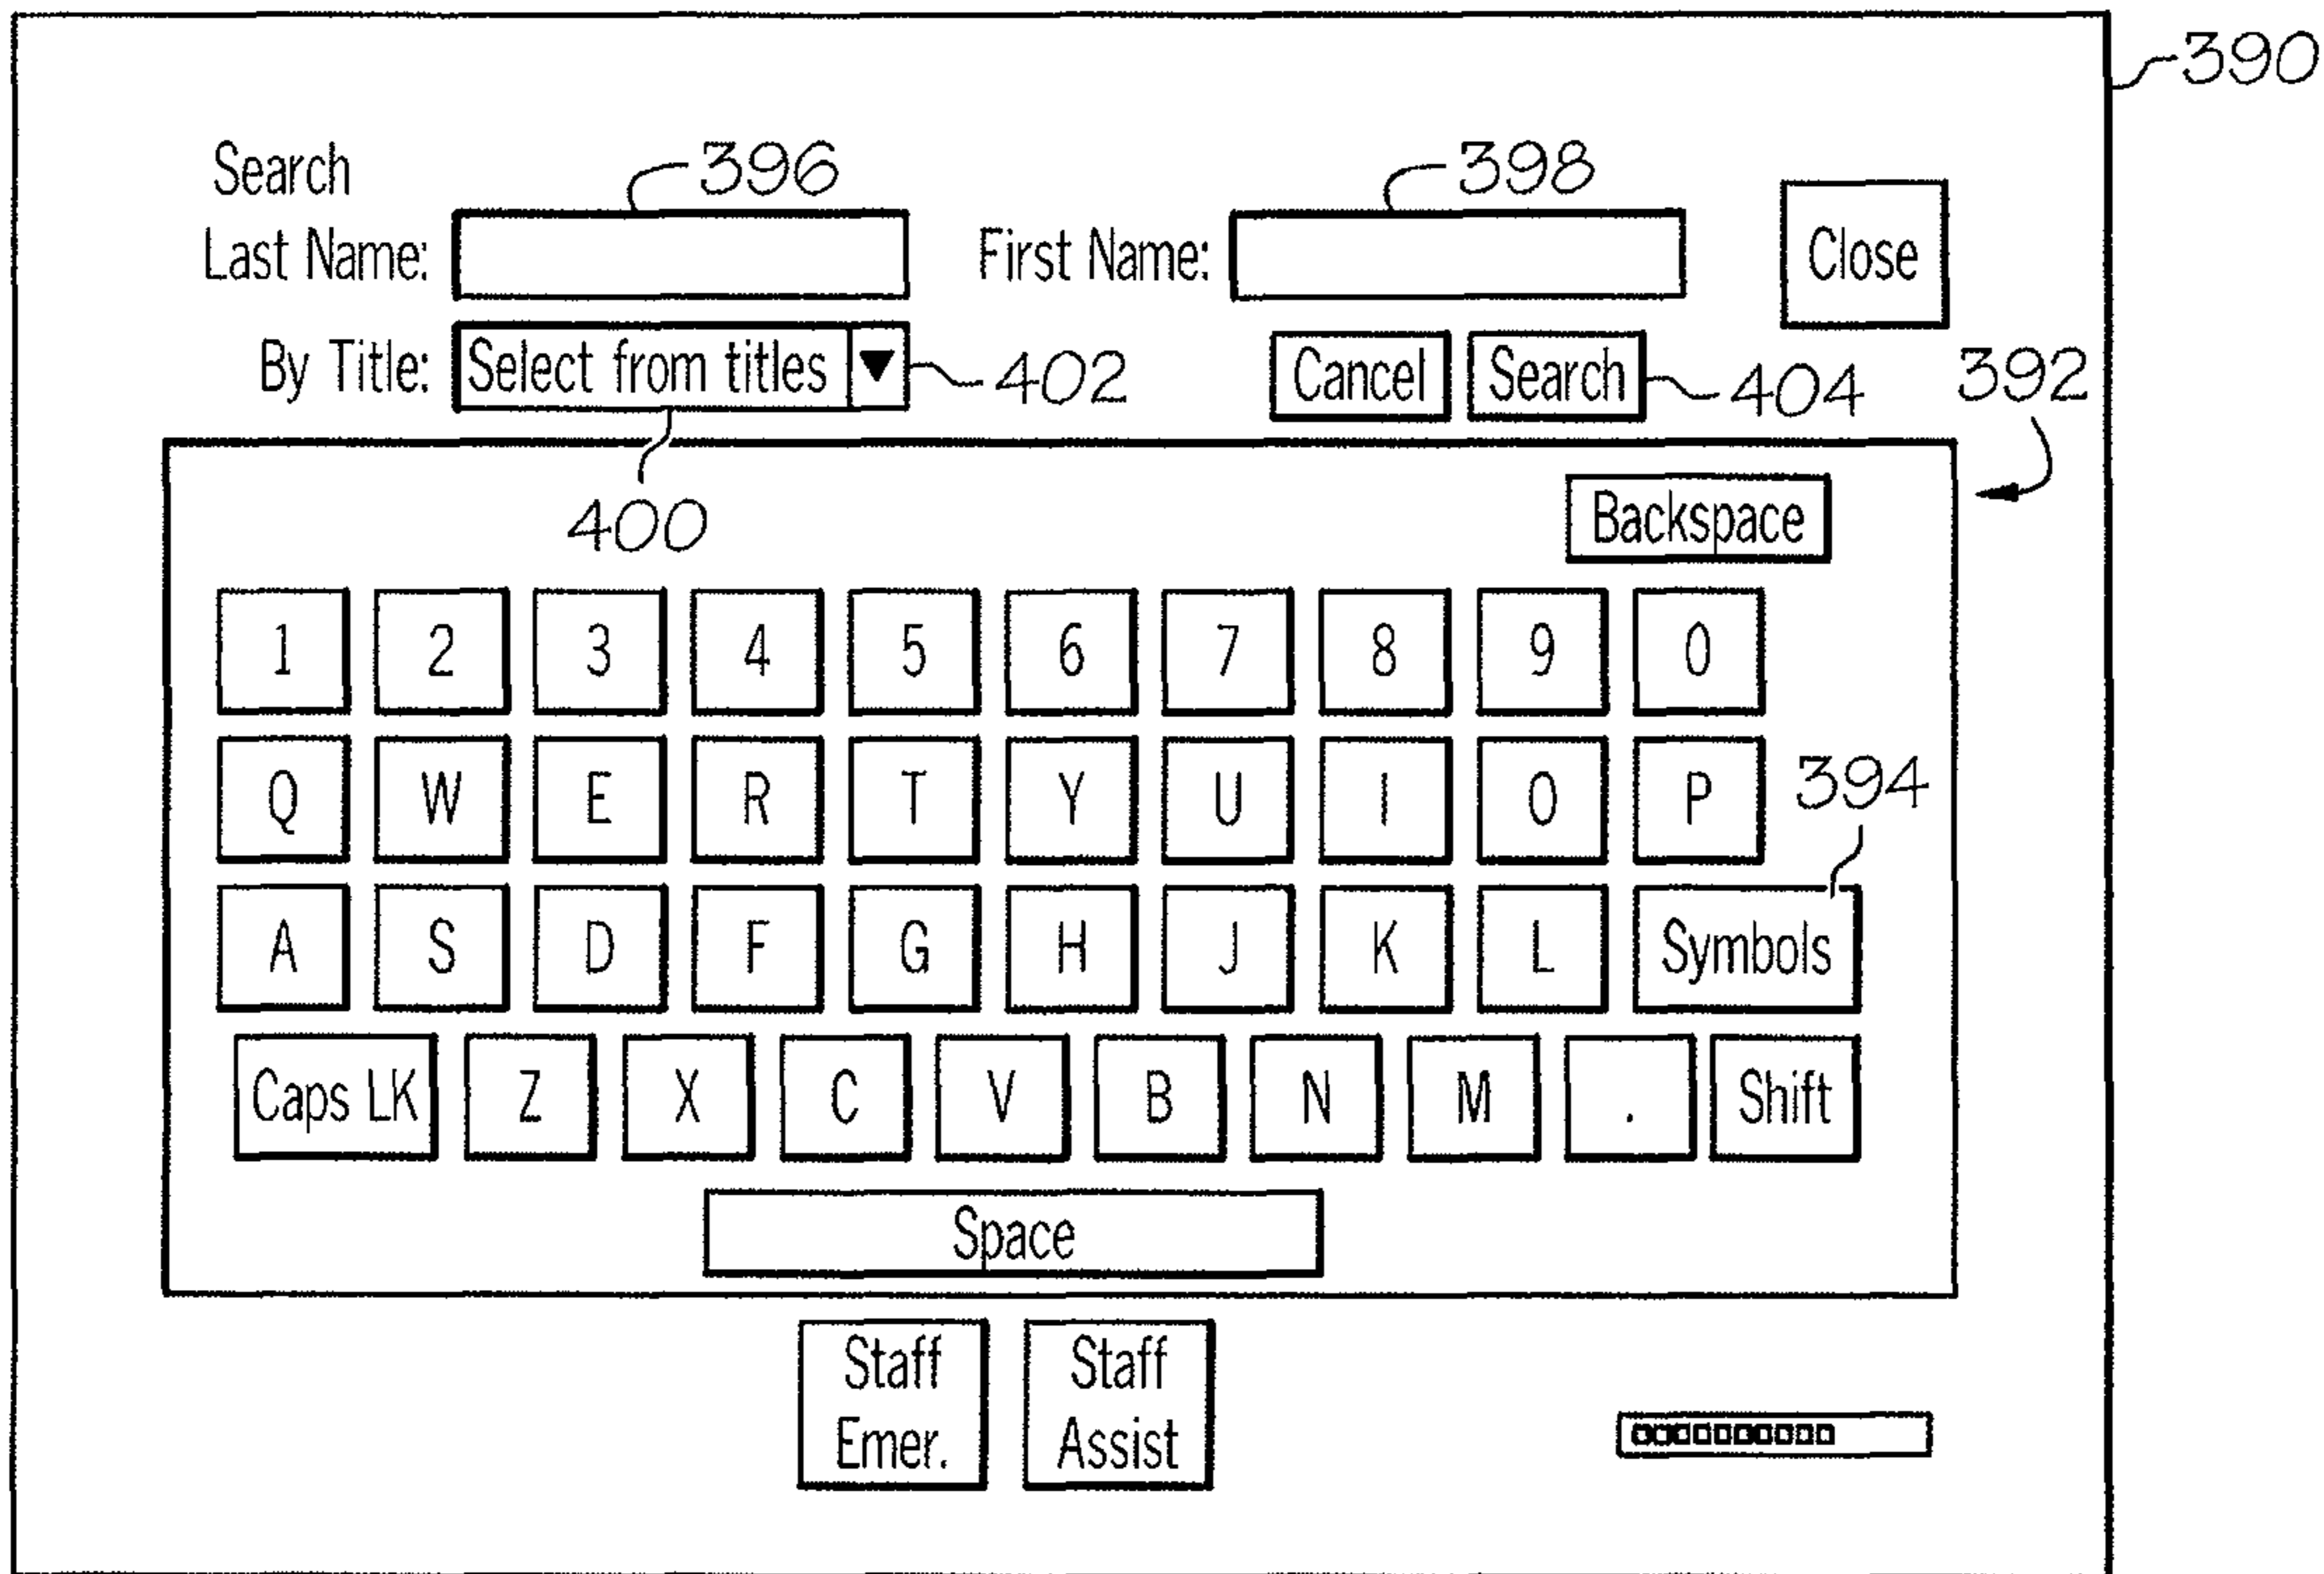 390
Search 396 398
Last Name: First Name: Close
By Title: Select from titles 402 Cancel Search 404 392
400 Backspace
1 2 3 4 5 6 7 8 9 0
Q W E R T Y U I O P 394
A S D F G H J K L Symbols
Caps LK Z X C V B N M . Shift
Space
Staff Staff
Emer. Assist